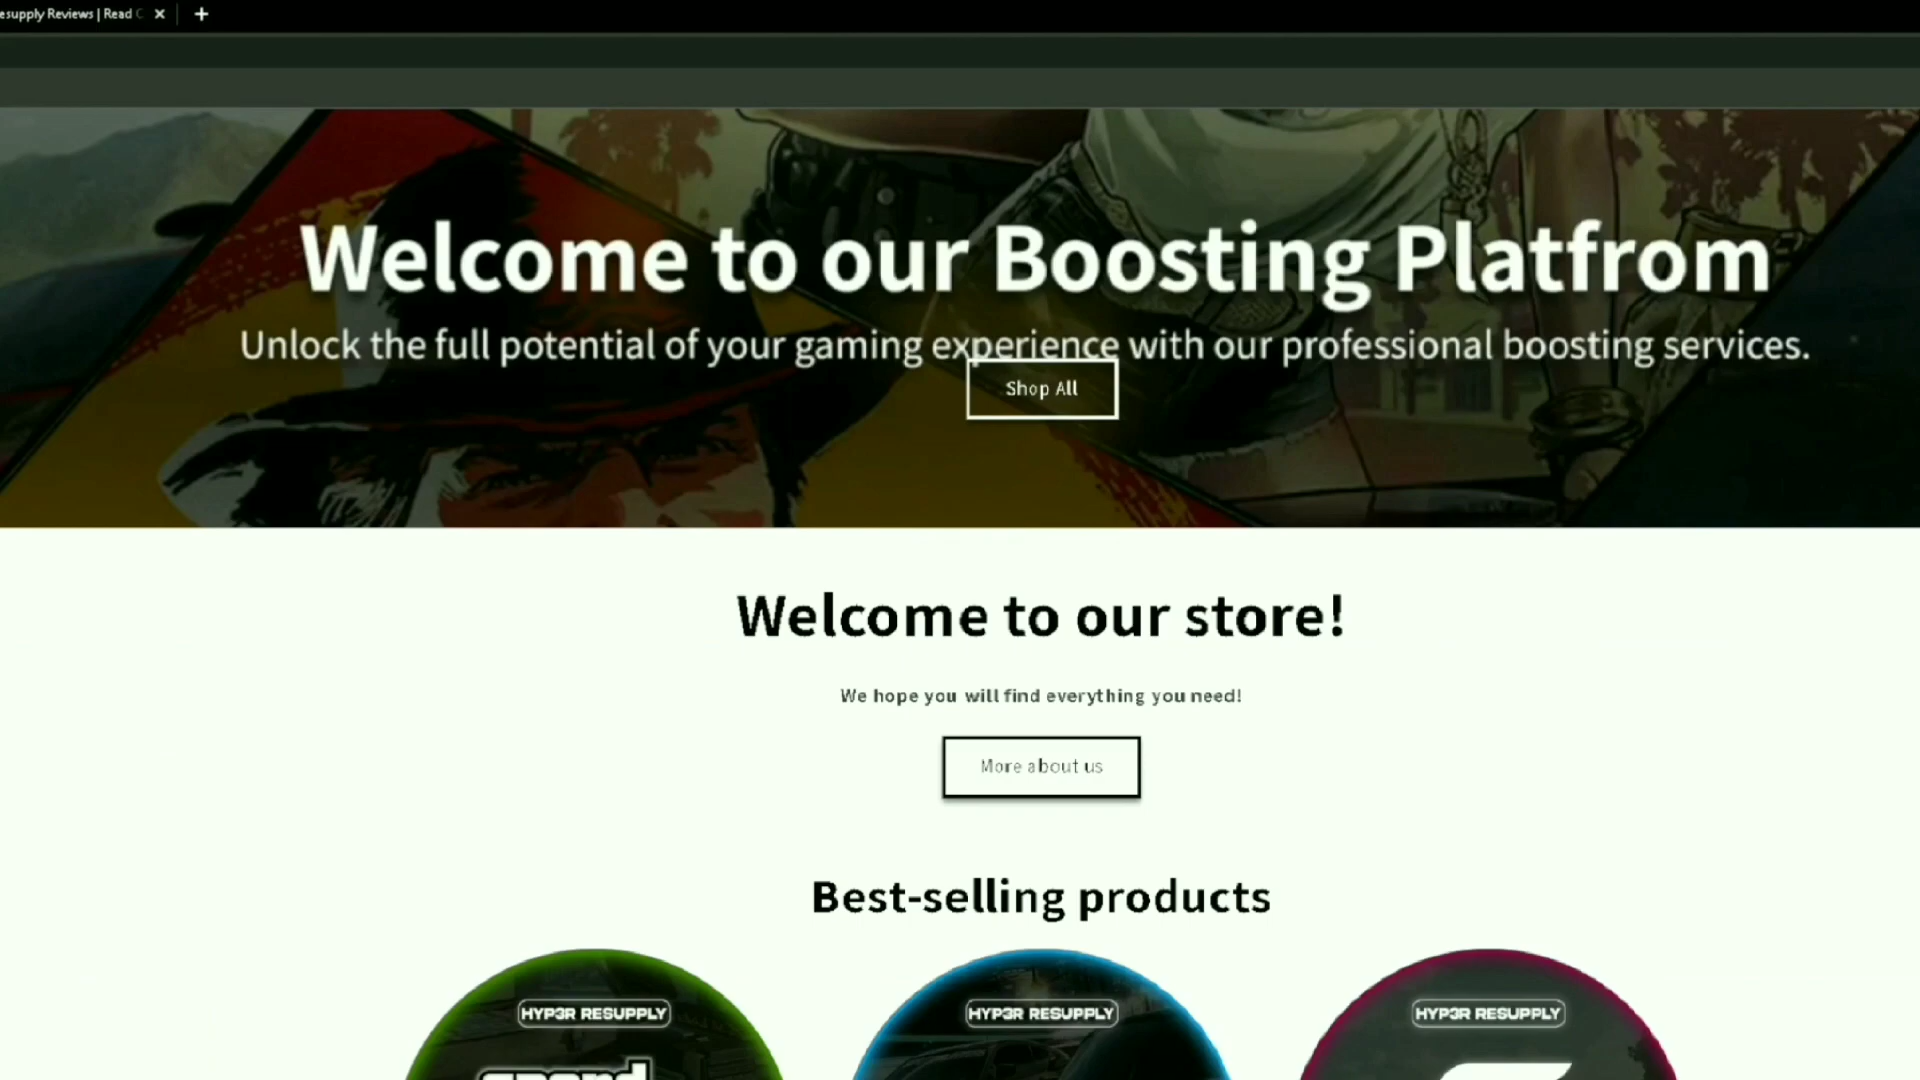 esupply Reviews | Read C
Welcome to our Boosting Platfrom
Unlock the full potential of your gaming experience with our professional boosting services.
Shop All
Welcome to our store!
We hope you will find everything you need!
More about us
Best-selling products
HYP3R RESUPPLY
HYP3R RESUPPLY
HYP3R RESUPPLY